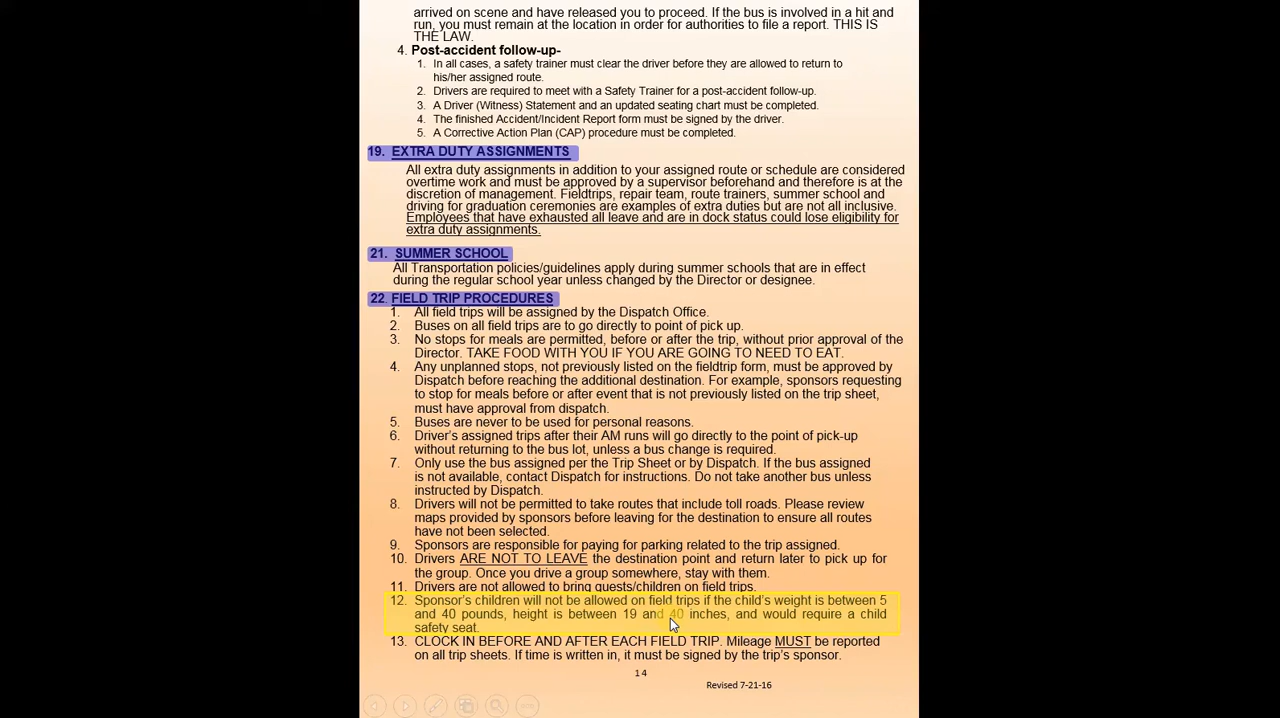 arrived on scene and have released you to proceed. If the bus is involved in a hit and
run, you must remain at the location in order for authorities to file a report. THIS IS
THE LAW.
4. Post-accident follow-up-
1. In all cases, a safety trainer must clear the driver before they are allowed to return to
his/her assigned route.
2. Drivers are required to meet with a Safety Trainer for a post-accident follow-up.
3. A Driver (Witness) Statement and an updated seating chart must be completed.
4. The finished Accident/Incident Report form must be signed by the driver.
5. A Corrective Action Plan (CAP) procedure must be completed.
19. EXTRA DUTY ASSIGNMENTS
All extra duty assignments in addition to your assigned route or schedule are considered
overtime work and must be approved by a supervisor beforehand and therefore is at the
discretion of management. Fieldtrips, repair team, route trainers, summer school and
driving for graduation ceremonies are examples of extra duties but are not all inclusive.
Employees that have exhausted all leave and are in dock status could lose eligibility for
extra duty assignments.
21. SUMMER SCHOOL
All Transportation policies/guidelines apply during summer schools that are in effect
during the regular school year unless changed by the Director or designee.
22. FIELD TRIP PROCEDURES
1. All field trips will be assigned by the Dispatch Office.
2. Buses on all field trips are to go directly to point of pick up.
3. No stops for meals are permitted, before or after the trip, without prior approval of the
Director. TAKE FOOD WITH YOU IF YOU ARE GOING TO NEED TO EAT.
4. Any unplanned stops, not previously listed on the fieldtrip form, must be approved by
Dispatch before reaching the additional destination. For example, sponsors requesting
to stop for meals before or after event that is not previously listed on the trip sheet,
must have approval from dispatch.
5. Buses are never to be used for personal reasons.
6. Driver's assigned trips after their AM runs will go directly to the point of pick-up
without returning to the bus lot, unless a bus change is required.
7. Only use the bus assigned per the Trip Sheet or by Dispatch. If the bus assigned
is not available, contact Dispatch for instructions. Do not take another bus unless
instructed by Dispatch.
8. Drivers will not be permitted to take routes that include toll roads. Please review
maps provided by sponsors before leaving for the destination to ensure all routes
have not been selected.
9. Sponsors are responsible for paying for parking related to the trip assigned.
10. Drivers ARE NOT TO LEAVE the destination point and return later to pick up for
the group. Once you drive a group somewhere, stay with them.
11. Drivers are not allowed to bring guests/children on field trips.
12. Sponsor's children will not be allowed on field trips if the child's weight is between 5
and 40 pounds, height is between 19 and 40 inches, and would require a child
safety seat.
13. CLOCK IN BEFORE AND AFTER EACH FIELD TRIP. Mileage MUST be reported
on all trip sheets. If time is written in, it must be signed by the trip's sponsor.
14
Revised 7-21-16